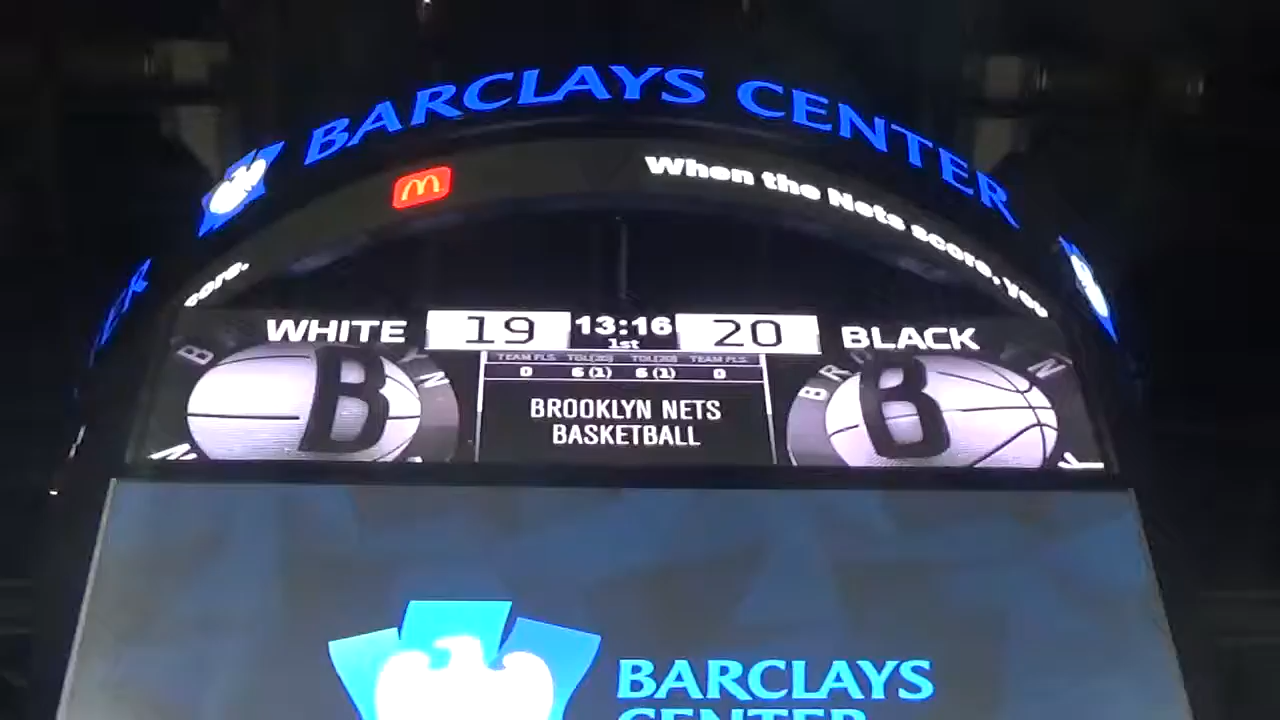 BARCLAYS CENTER
When the Nets score, you
score.
WHITE 19 13:16 20 BLACK
1st
TEAM FLS. TOL(20) TOL(20) TEAM FLS.
0 6 (1) 6 (1) 0
BROOKLYN NETS
BASKETBALL
B
B
BARCLAYS
CENTER